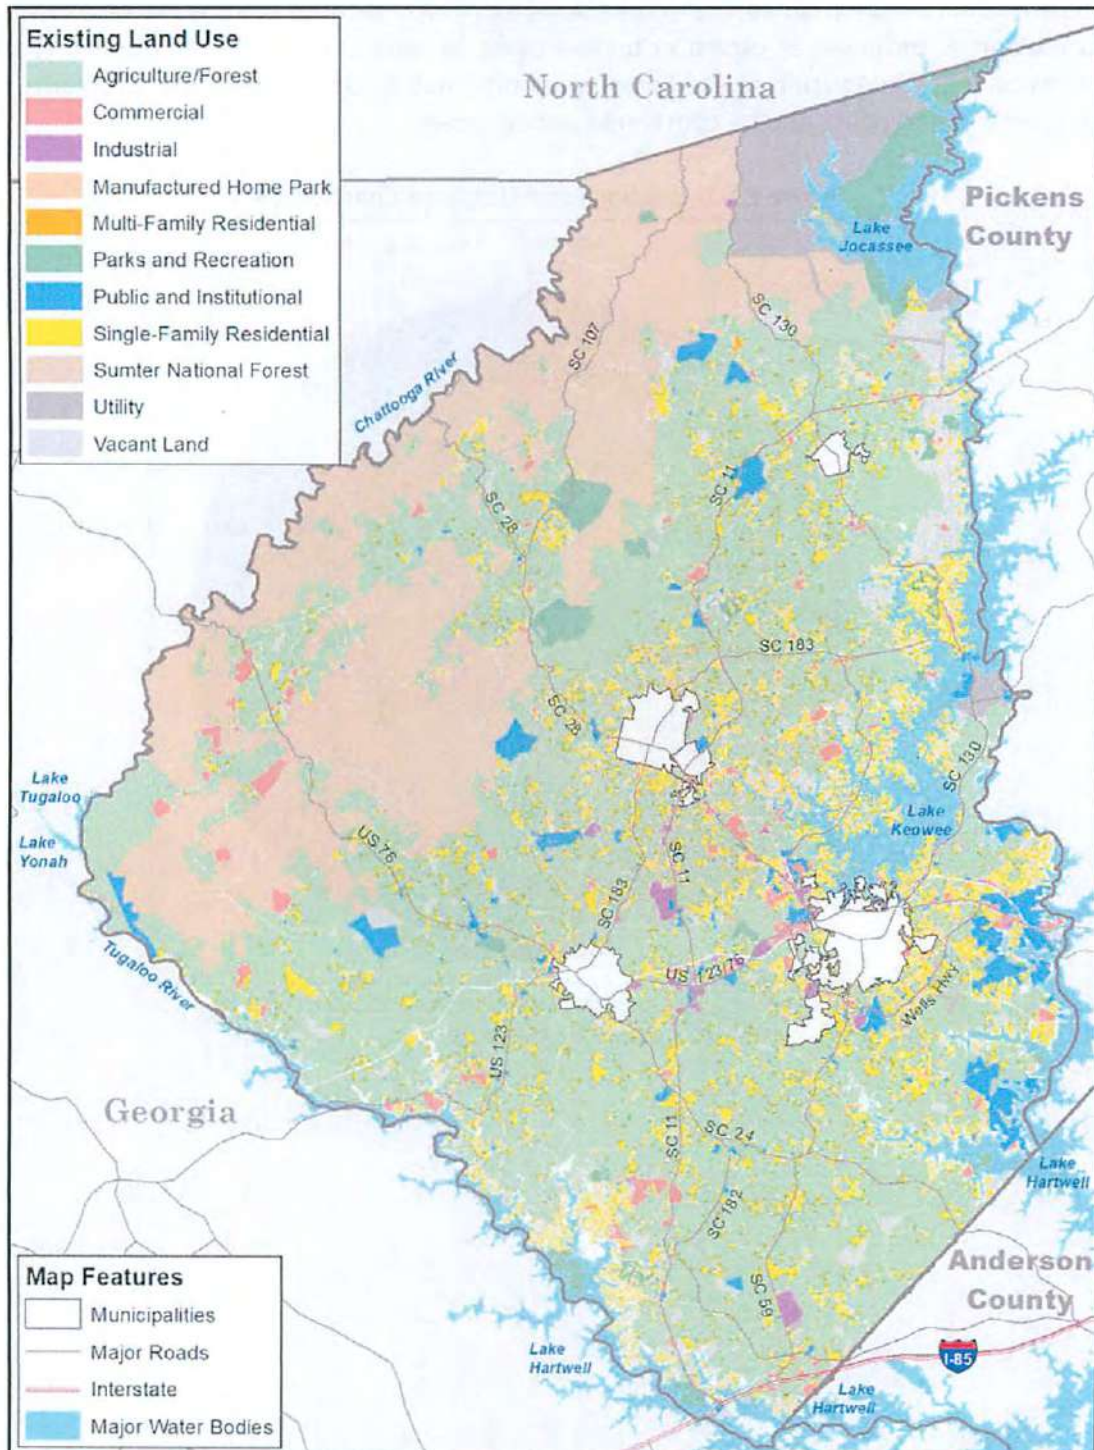 Existing Land Use
Agriculture/Forest
Commercial
Industrial
Manufactured Home Park
Multi-Family Residential
Parks and Recreation
Public and Institutional
Single-Family Residential
Sumter National Forest
Utility
Vacant Land
North Carolina
Pickens
County
Lake
Jocassee
SC 130
SC 107
Chattooga River
SC 11
SC 28
SC 183
SC 28
SC 130
Lake
Tugaloo
Lake
Keowee
Lake
Yonah
US 76
SC 11
SC 183
Tugaloo River
US 123/76
Wells Hwy
US 123
Georgia
SC 11
SC 24
SC 182
Lake
Hartwell
SC 59
Anderson
County
Map Features
Municipalities
Major Roads
Interstate
Major Water Bodies
Lake
Hartwell
I-85
Lake
Hartwell